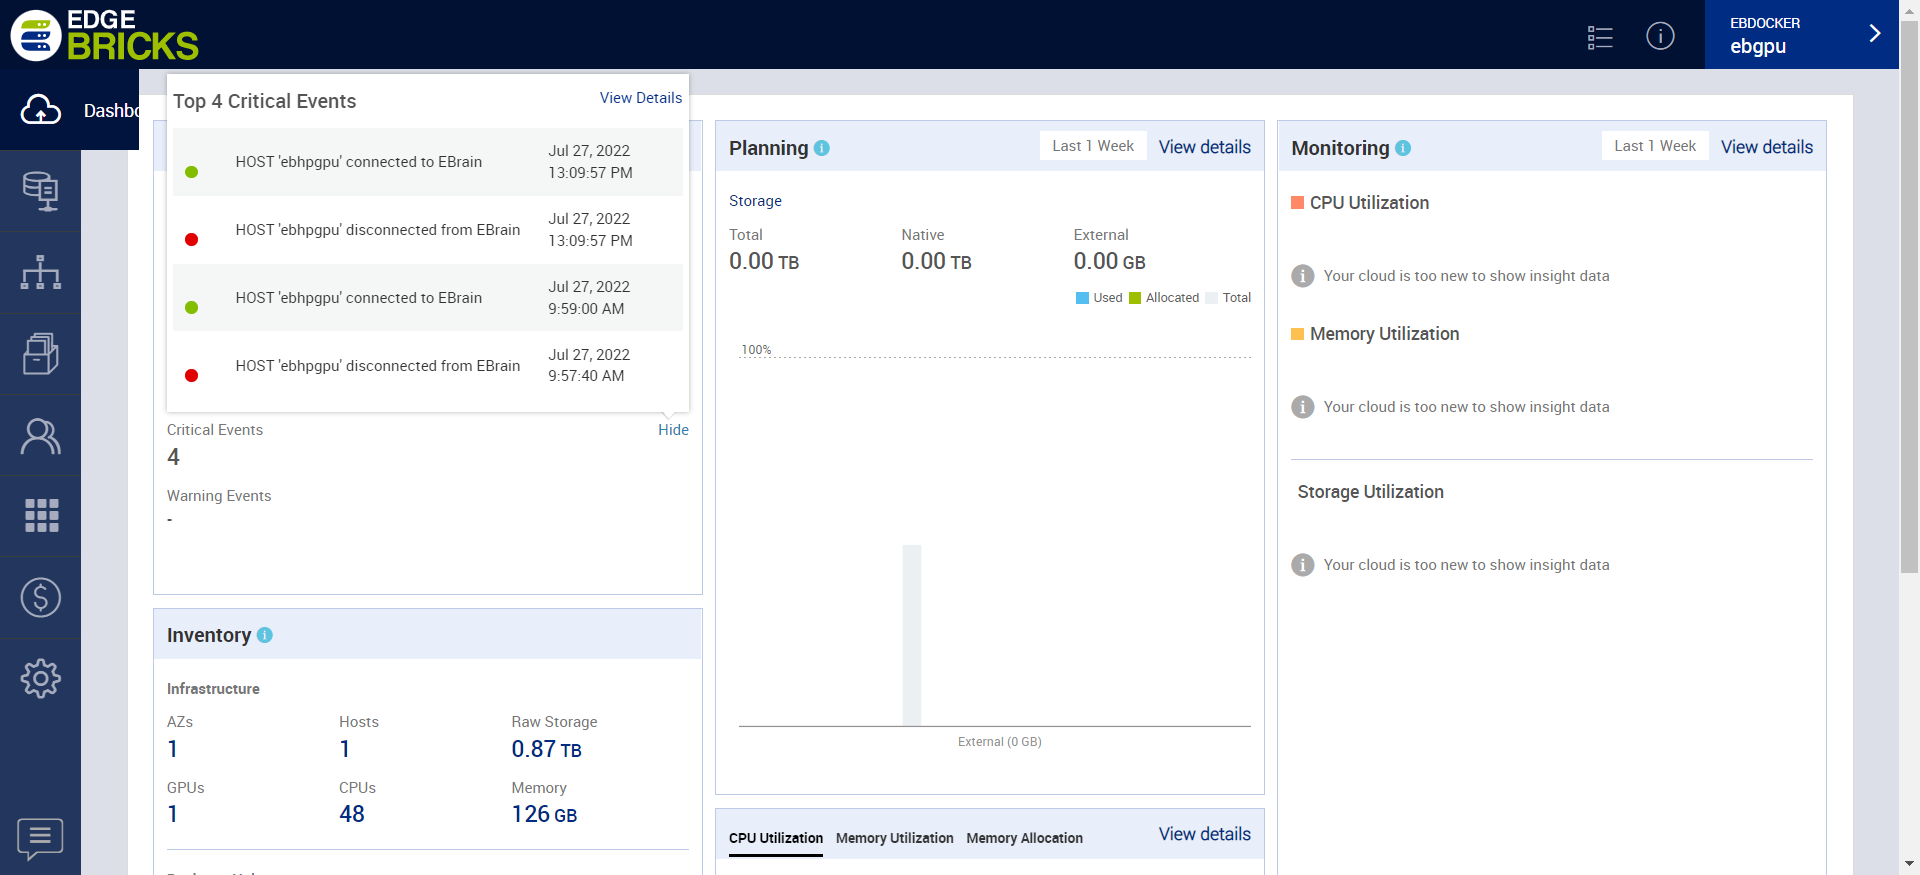 EDGE
BRICKS
EBDOCKER
ebgpu
Dashbo
Top 4 Critical Events
View Details
HOST 'ebhpgpu' connected to EBrain
Jul 27, 2022
13:09:57 PM
HOST 'ebhpgpu' disconnected from EBrain
Jul 27, 2022
13:09:57 PM
HOST 'ebhpgpu' connected to EBrain
Jul 27, 2022
9:59:00 AM
HOST 'ebhpgpu' disconnected from EBrain
Jul 27, 2022
9:57:40 AM
Critical Events
Hide
4
Warning Events
-
Inventory
Infrastructure
AZs
Hosts
Raw Storage
1
1
0.87 TB
GPUs
CPUs
Memory
1
48
126 GB
Planning
Last 1 Week
View details
Storage
Total
Native
External
0.00 TB
0.00 TB
0.00 GB
Used
Allocated
Total
100%
External (0 GB)
CPU Utilization
Memory Utilization
Memory Allocation
View details
Monitoring
Last 1 Week
View details
CPU Utilization
Your cloud is too new to show insight data
Memory Utilization
Your cloud is too new to show insight data
Storage Utilization
Your cloud is too new to show insight data